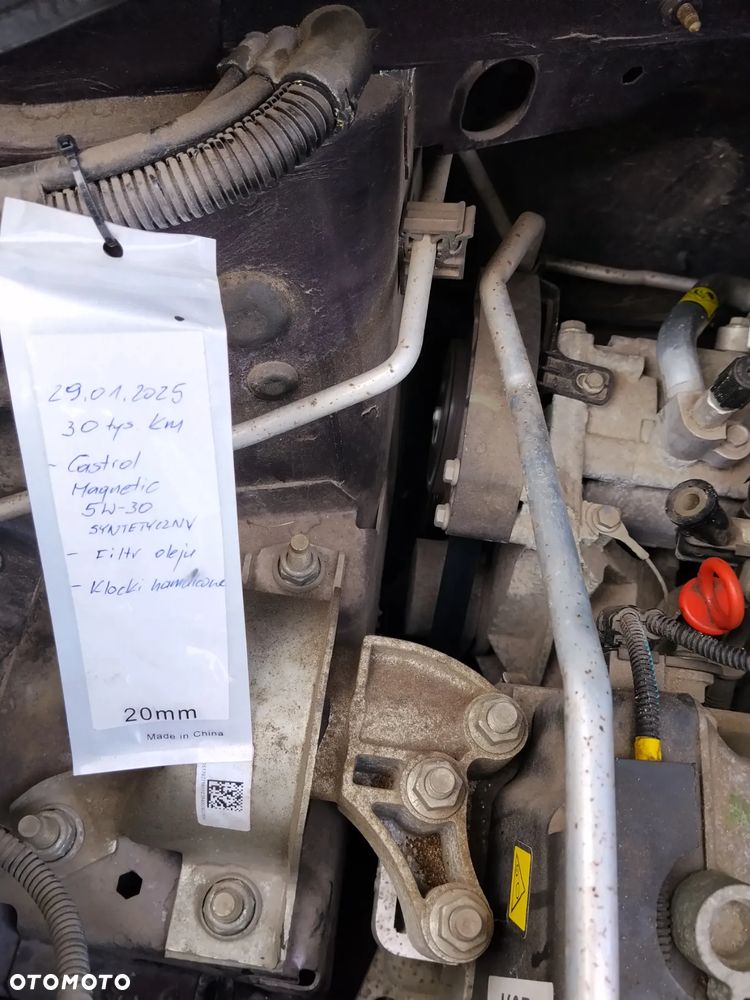 29.01.2025
30 tys Km
- Castrol
Magnetic
5W-30
SYNTETYCZNY
- Filtr oleju
- Klocki hamulcowe
20mm
Made in China
OTOMOTO